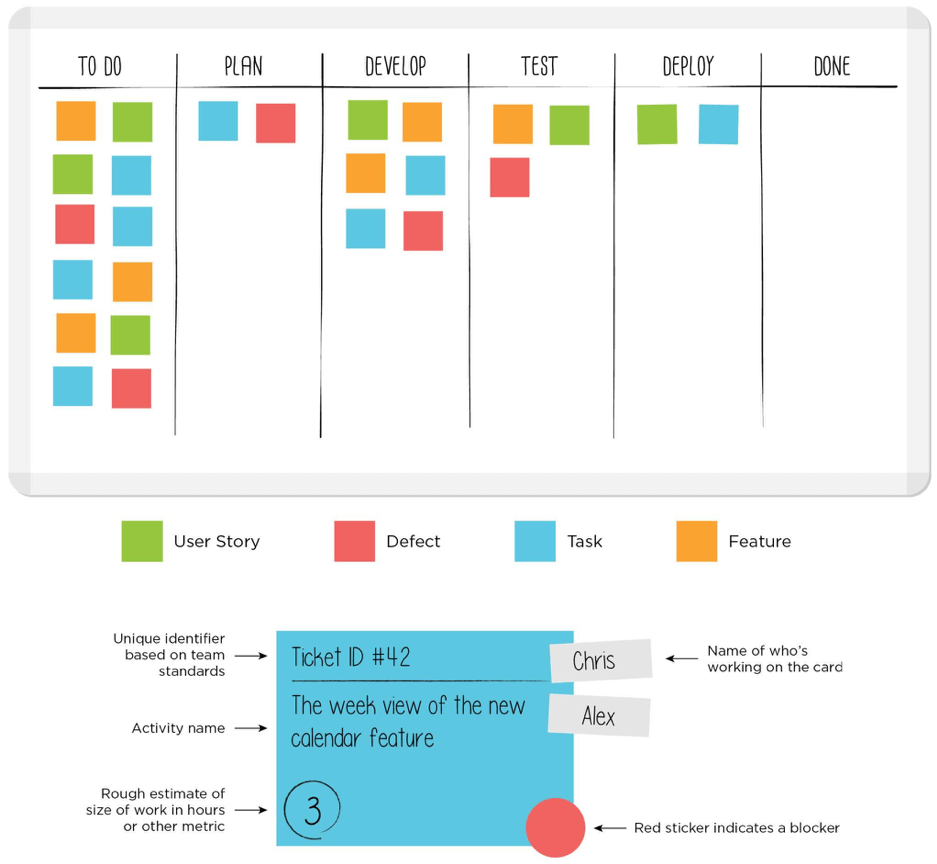 TO DO
PLAN
DEVELOP
TEST
DEPLOY
DONE
User Story
Defect
Task
Feature
Unique identifier
based on team
standards
Ticket ID #42
Chris
Name of who's
working on the card
Activity name
The week view of the new
calendar feature
Alex
Rough estimate of
size of work in hours
or other metric
3
Red sticker indicates a blocker